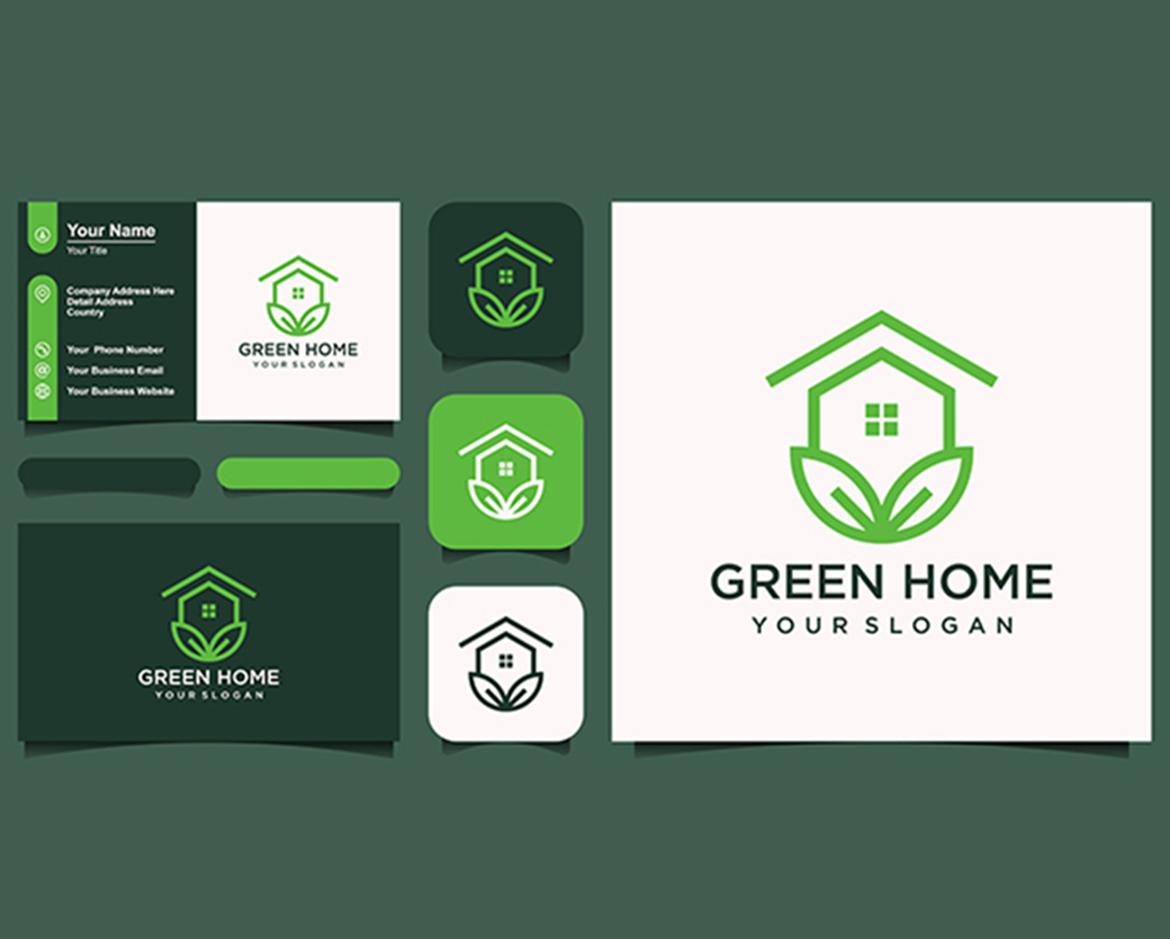 Your Name
Your Title
Company Address Here
Detail Address
Country
Your Phone Number
Your Business Email
Your Business Website
GREEN HOME
YOUR SLOGAN
GREEN HOME
YOUR SLOGAN
GREEN HOME
YOUR SLOGAN